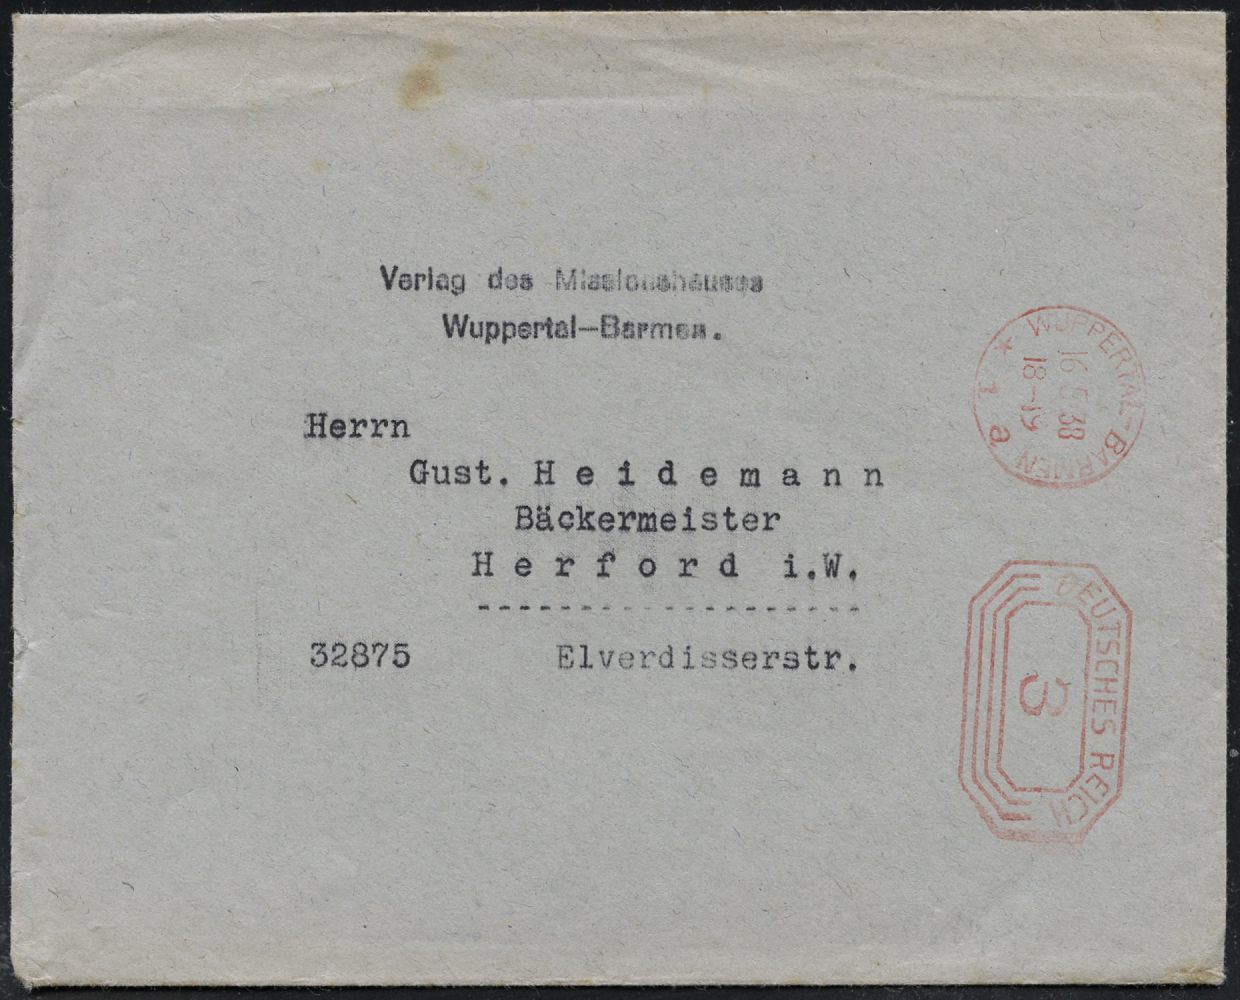 Verlag des Missionshauses
Wuppertal-Barmen.
Herrn
Gust. Heidemann
Bäckermeister
Herford i.W.
-------------------
32875 Elverdisserstr.
* WUPPERTAL-BARMEN 1 a
16 5 38
18-19
DEUTSCHES REICH
3